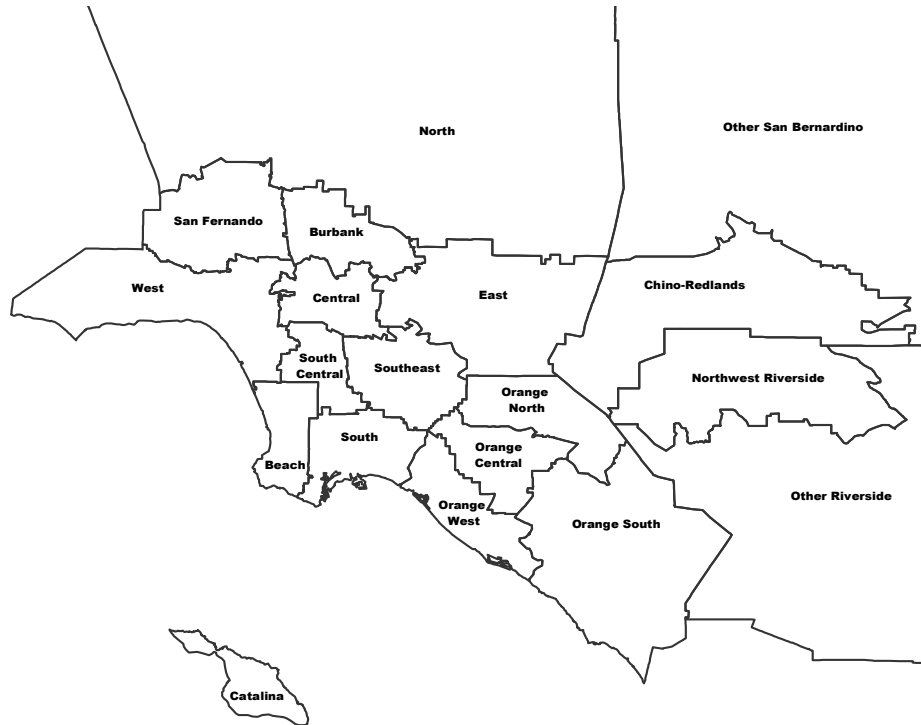 North
Other San Bernardino
San Fernando
Burbank
West
Central
East
Chino-Redlands
South
Central
Southeast
Northwest Riverside
Orange
North
South
Orange
Central
Beach
Orange
West
Orange South
Other Riverside
Catalina